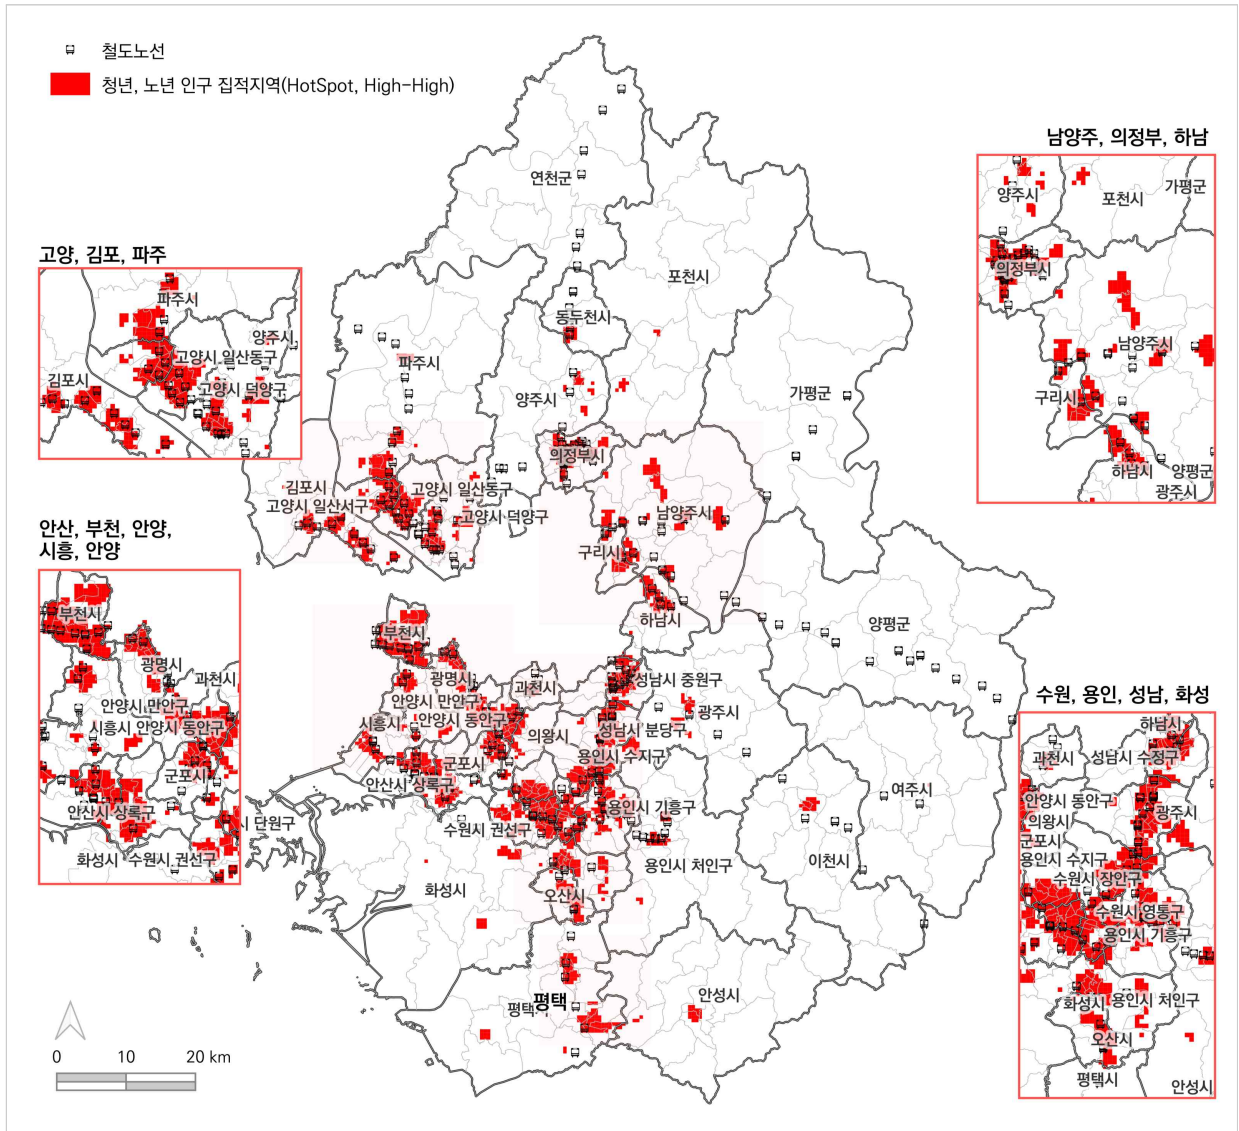 철도노선
청년, 노년 인구 집적지역(HotSpot, High-High)
남양주, 의정부, 하남
양주시
포천시
가평군
의정부시
남양주시
구리시
하남시
양평군
광주시
고양, 김포, 파주
파주시
양주시
고양시 일산동구
김포시
고양시 덕양구
안산, 부천, 안양,
시흥, 안양
부천시
광명시
과천시
안양시 만안구
시흥시 안양시 동안구
군포시
안산시 상록구
화성시 수원시 권선구
수원, 용인, 성남, 화성
하남시
과천시 성남시 수정구
안양시 동안구
광주시
의왕시
군포시
용인시 수지구
수원시 장안구
수원시 영통구
용인시 기흥구
화성시 용인시 처인구
오산시
평택시
안성시
연천군
포천시
동두천시
파주시
양주시
가평군
의정부시
김포시
고양시 일산동구
고양시 일산서구
고양시 덕양구
남양주시
구리시
하남시
양평군
부천시
광명시
과천시
성남시 중원구
안양시 만안구
시흥시 안양시 동안구
의왕시
성남시 분당구
광주시
군포시
용인시 수지구
안산시 상록구
여주시
시 단원구
수원시 권선구
용인시 기흥구
용인시 처인구
이천시
화성시
오산시
평택
평택
안성시
0 10 20 km